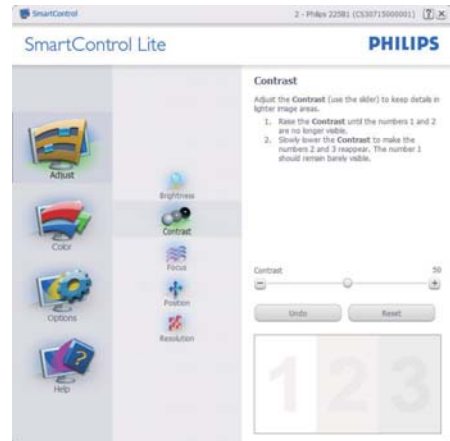 SmartControl
2 - Philips 225B1 (CS30715000001)
SmartControl Lite
PHILIPS
Adjust
Color
Options
Help
Brightness
Contrast
Focus
Position
Resolution
Contrast
Adjust the Contrast (use the slider) to keep details in
lighter image areas.
1. Raise the Contrast until the numbers 1 and 2
are no longer visible.
2. Slowly lower the Contrast to make the
numbers 2 and 3 reappear. The number 1
should remain barely visible.
Contrast 50
Undo Reset
1 2 3